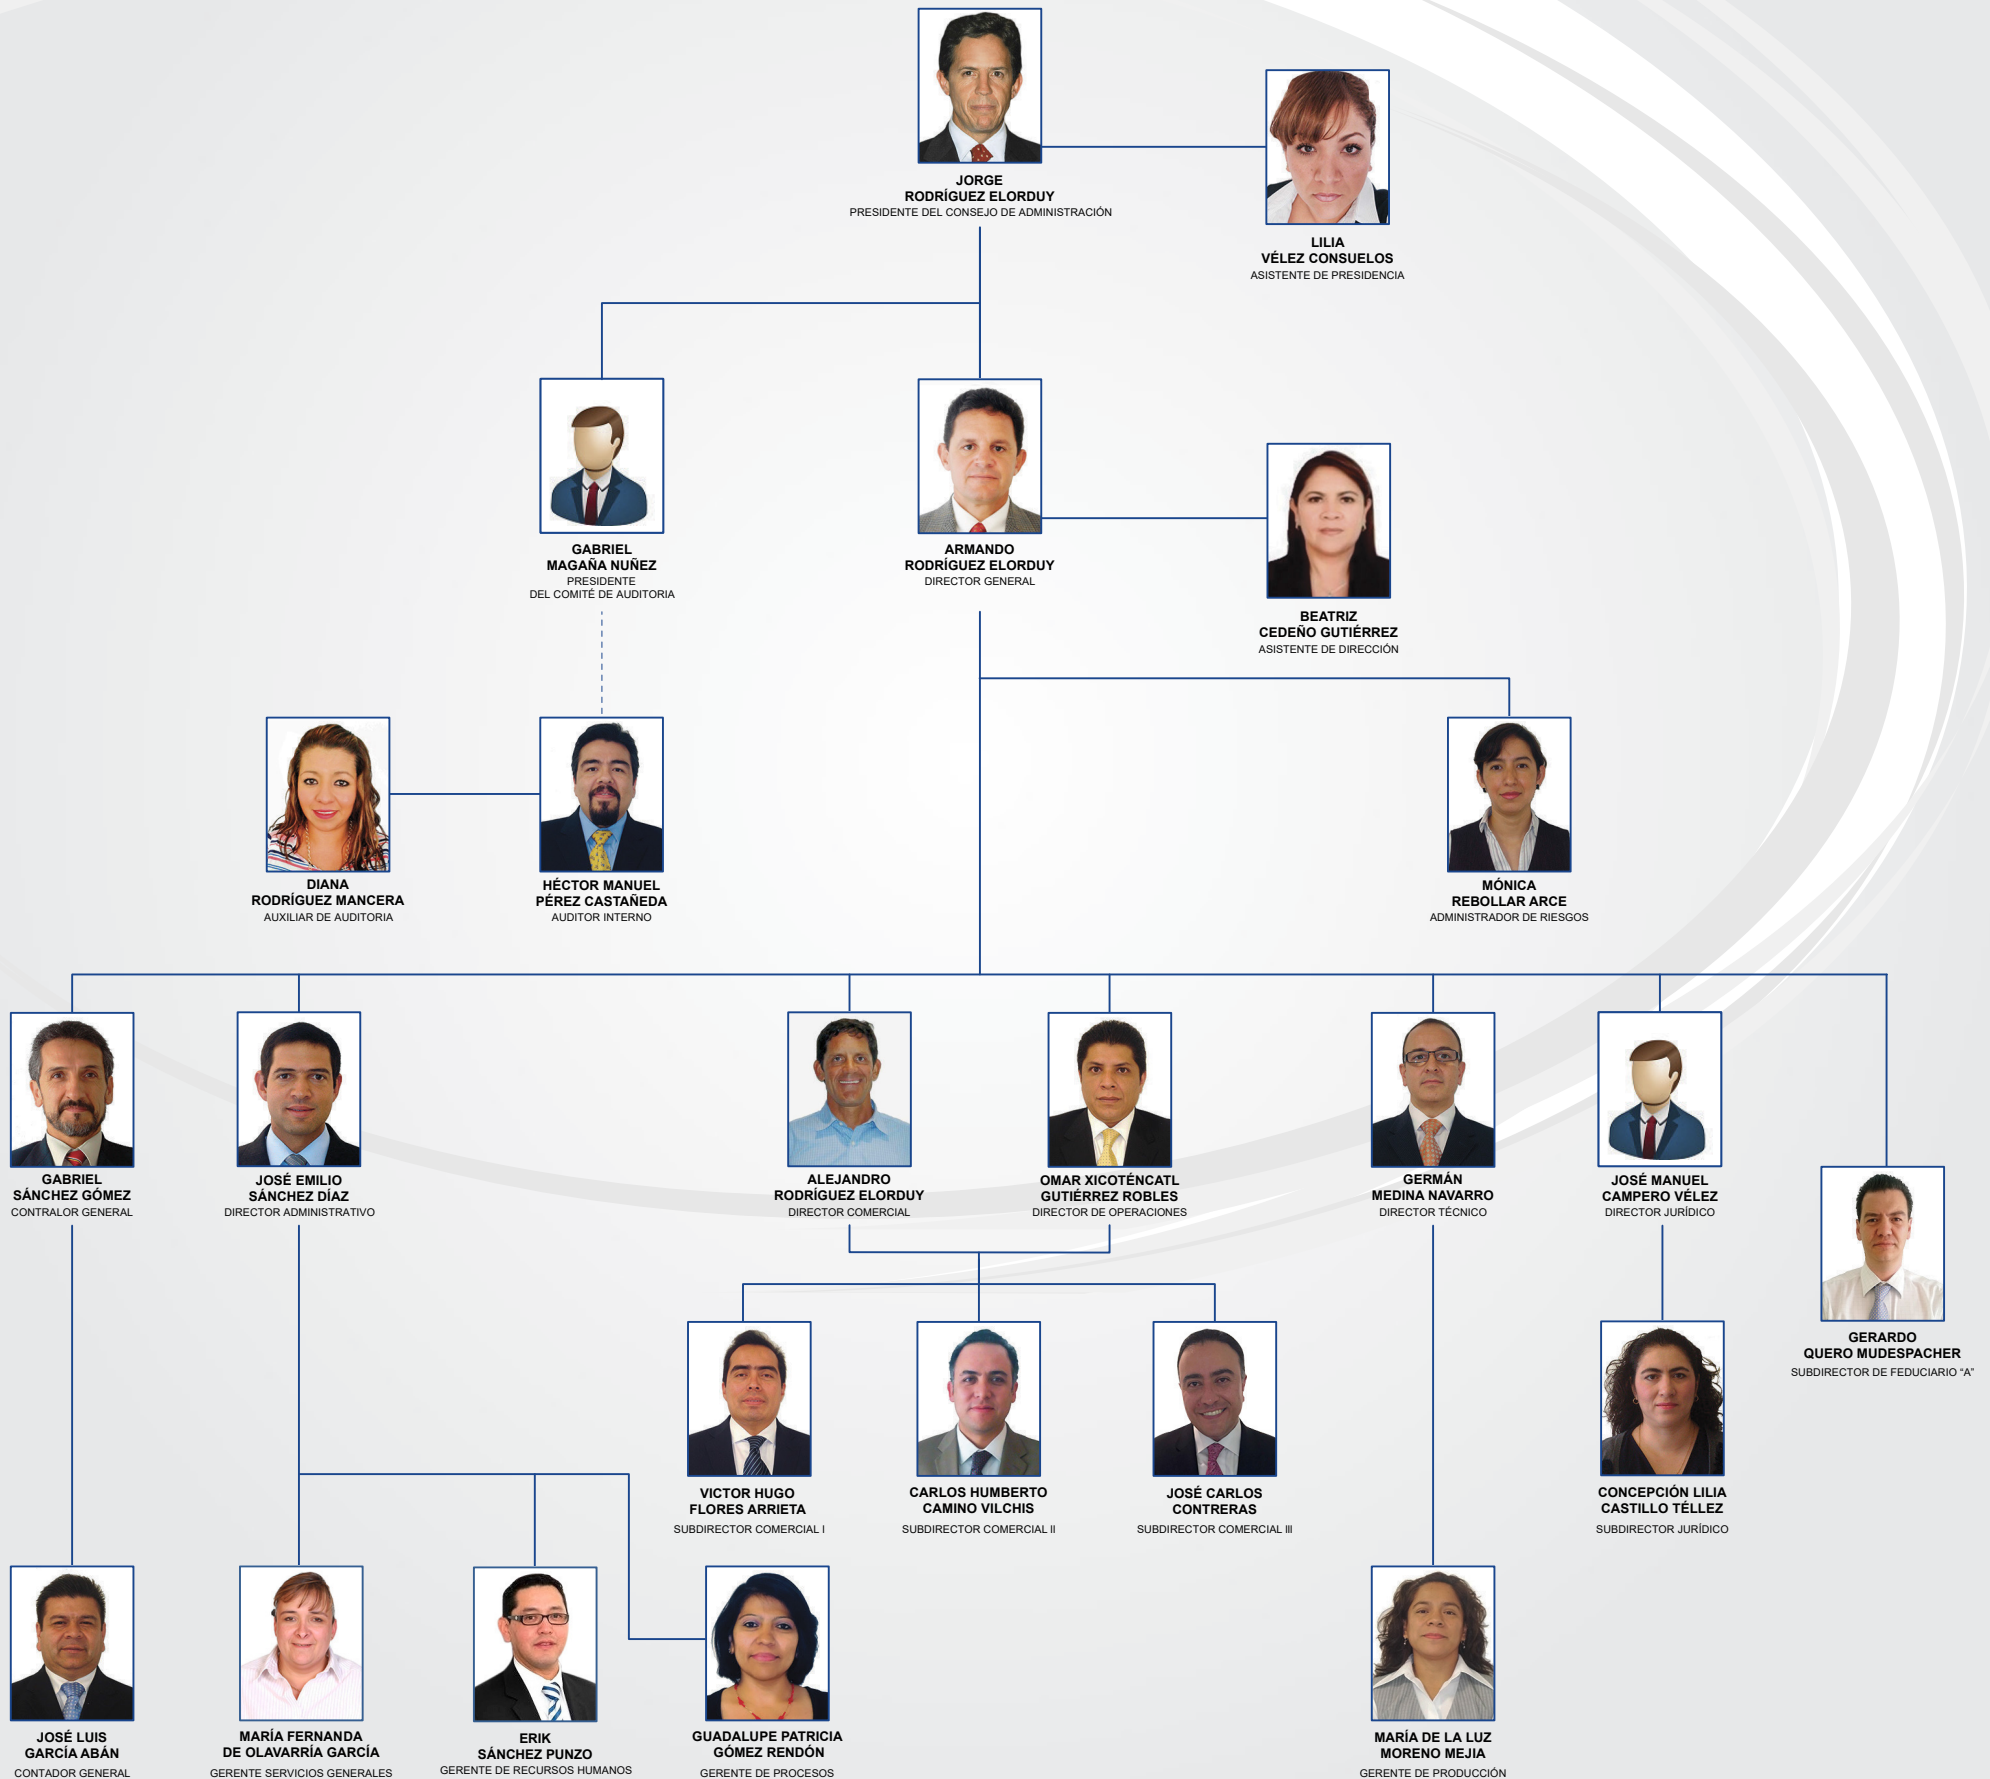 JORGE
RODRÍGUEZ ELORDUY
PRESIDENTE DEL CONSEJO DE ADMINISTRACIÓN
LILIA
VÉLEZ CONSUELOS
ASISTENTE DE PRESIDENCIA
GABRIEL
MAGAÑA NUÑEZ
PRESIDENTE
DEL COMITÉ DE AUDITORIA
ARMANDO
RODRÍGUEZ ELORDUY
DIRECTOR GENERAL
BEATRIZ
CEDEÑO GUTIÉRREZ
ASISTENTE DE DIRECCIÓN
DIANA
RODRÍGUEZ MANCERA
AUXILIAR DE AUDITORIA
HÉCTOR MANUEL
PÉREZ CASTAÑEDA
AUDITOR INTERNO
MÓNICA
REBOLLAR ARCE
ADMINISTRADOR DE RIESGOS
GABRIEL
SÁNCHEZ GÓMEZ
CONTRALOR GENERAL
JOSÉ EMILIO
SÁNCHEZ DÍAZ
DIRECTOR ADMINISTRATIVO
ALEJANDRO
RODRÍGUEZ ELORDUY
DIRECTOR COMERCIAL
OMAR XICOTÉNCATL
GUTIÉRREZ ROBLES
DIRECTOR DE OPERACIONES
GERMÁN
MEDINA NAVARRO
DIRECTOR TÉCNICO
JOSÉ MANUEL
CAMPERO VÉLEZ
DIRECTOR JURÍDICO
GERARDO
QUERO MUDESPACHER
SUBDIRECTOR DE FEDUCIARIO “A”
VICTOR HUGO
FLORES ARRIETA
SUBDIRECTOR COMERCIAL I
CARLOS HUMBERTO
CAMINO VILCHIS
SUBDIRECTOR COMERCIAL II
JOSÉ CARLOS
CONTRERAS
SUBDIRECTOR COMERCIAL III
CONCEPCIÓN LILIA
CASTILLO TÉLLEZ
SUBDIRECTOR JURÍDICO
JOSÉ LUIS
GARCÍA ABÁN
CONTADOR GENERAL
MARÍA FERNANDA
DE OLAVARRÍA GARCÍA
GERENTE SERVICIOS GENERALES
ERIK
SÁNCHEZ PUNZO
GERENTE DE RECURSOS HUMANOS
GUADALUPE PATRICIA
GÓMEZ RENDÓN
GERENTE DE PROCESOS
MARÍA DE LA LUZ
MORENO MEJIA
GERENTE DE PRODUCCIÓN